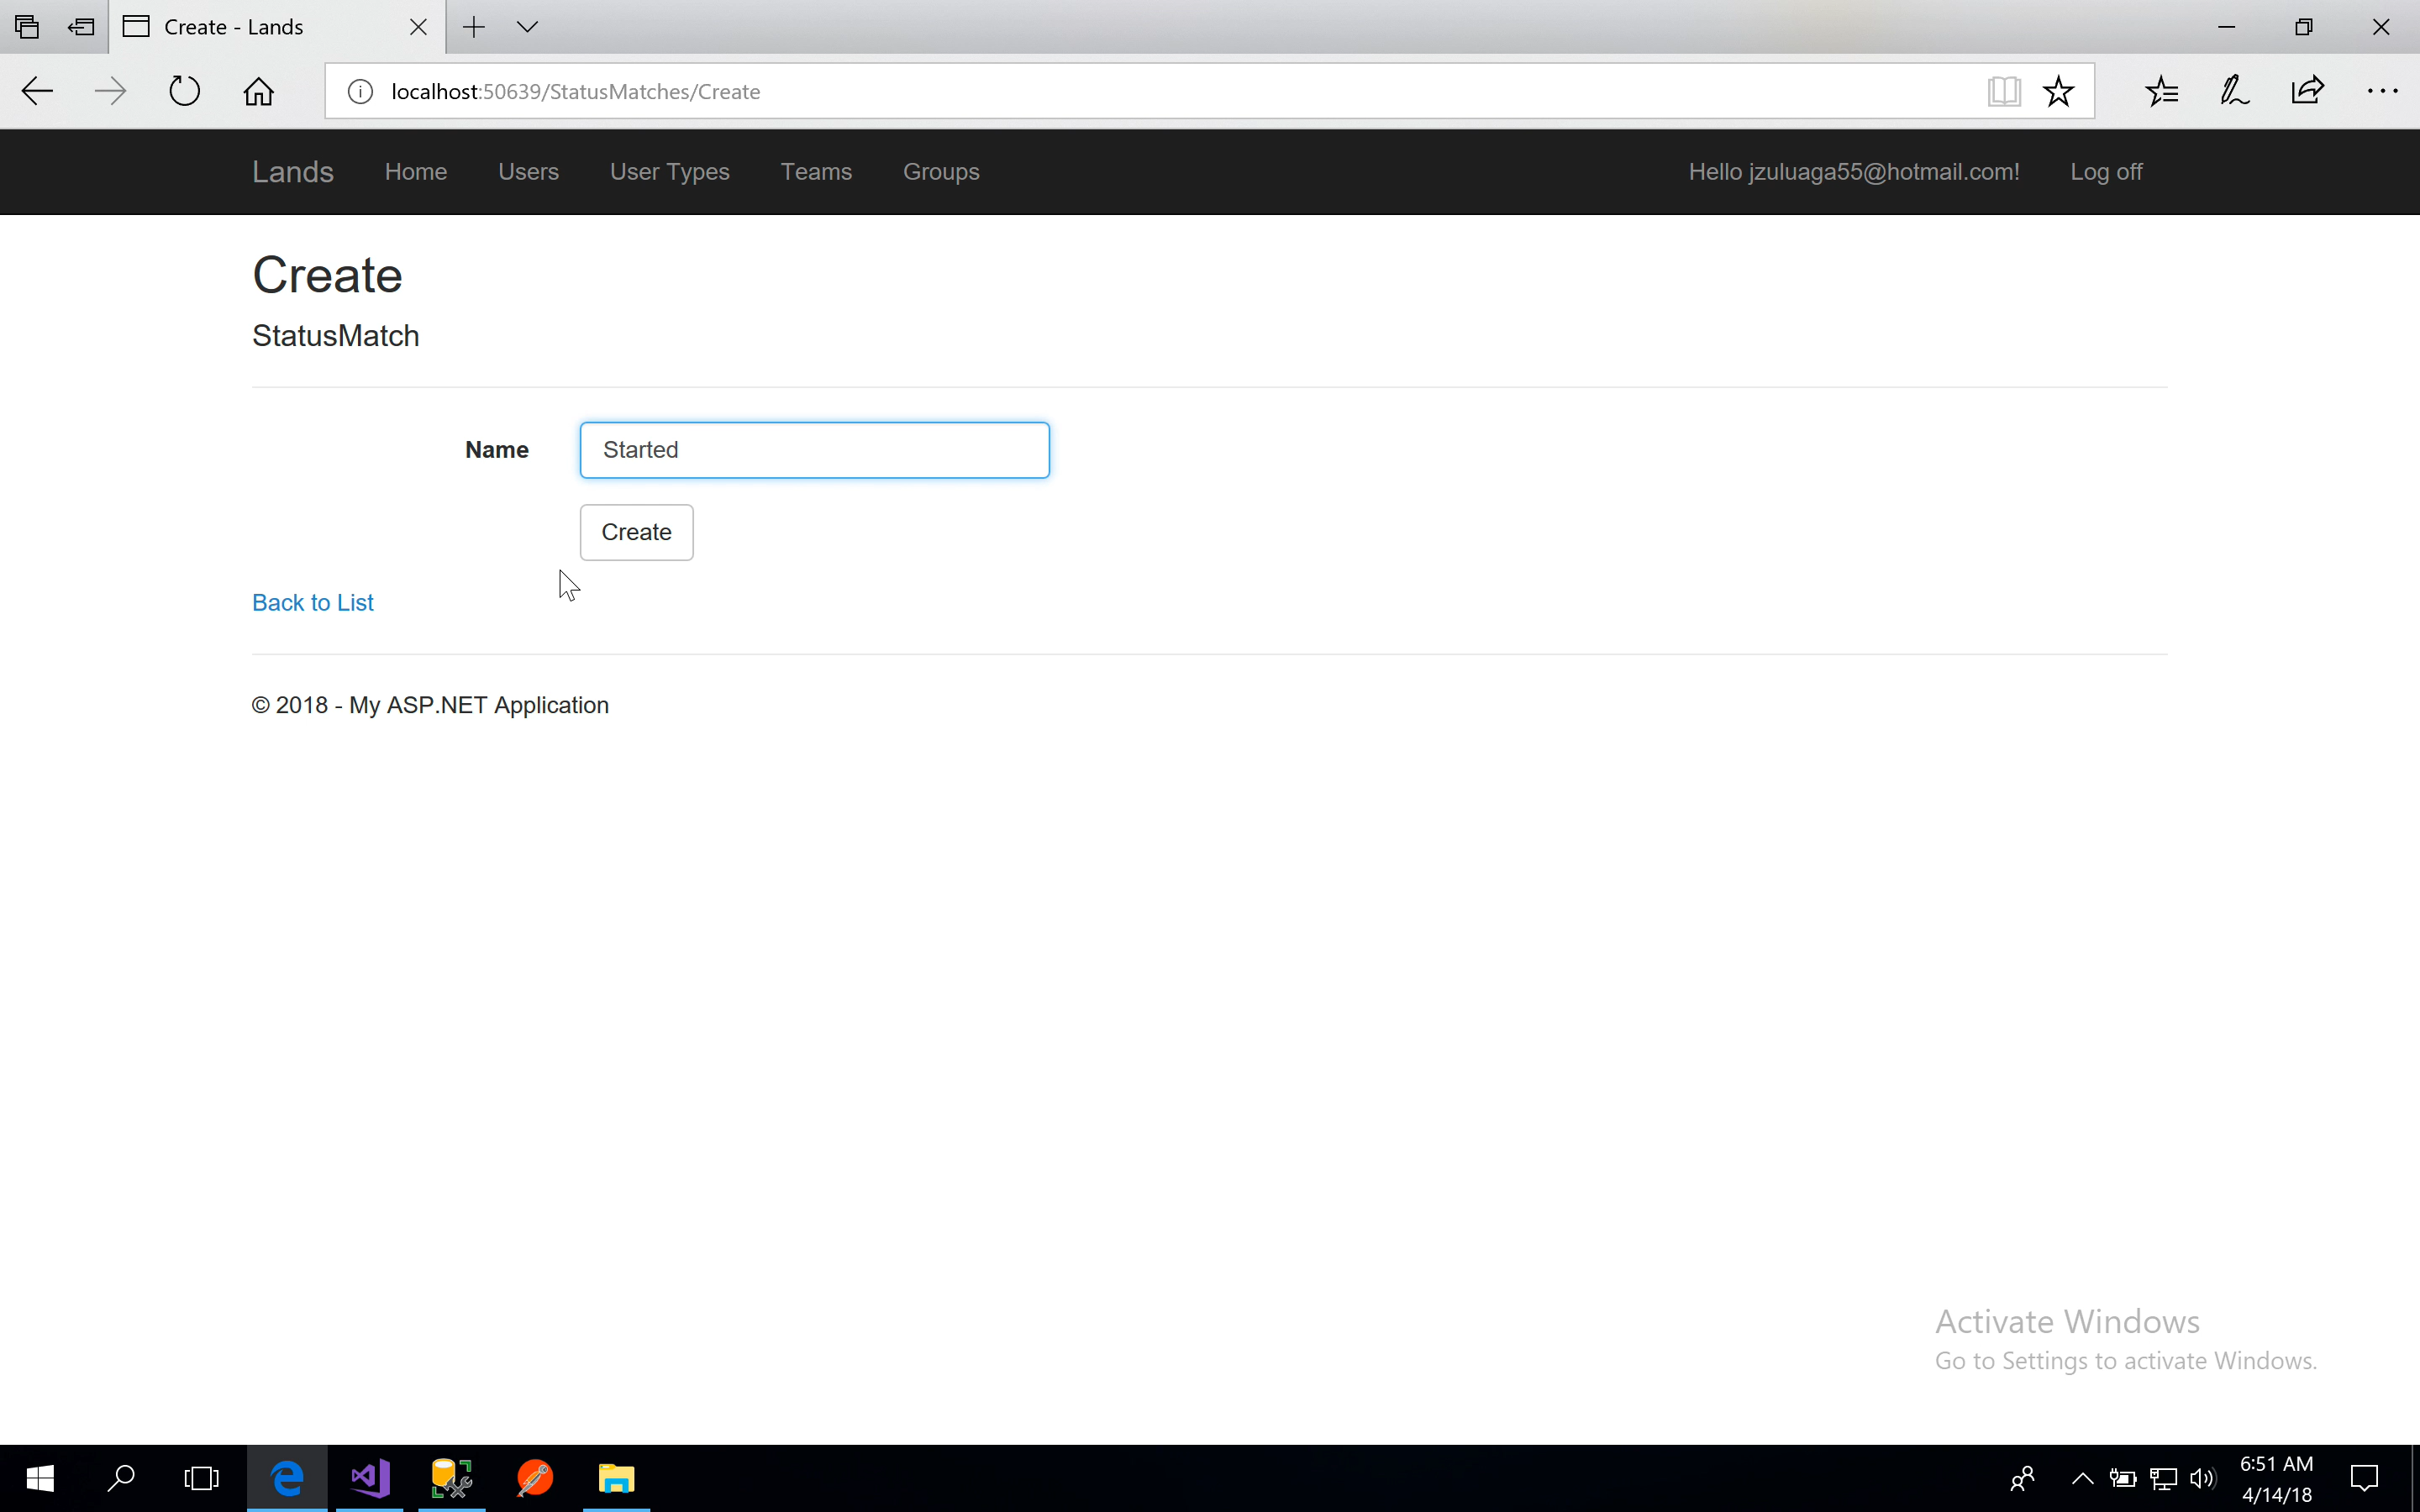 Create - Lands
localhost:50639/StatusMatches/Create
Lands Home Users User Types Teams Groups Hello jzuluaga55@hotmail.com! Log off
Create
StatusMatch
Name Started
Create
Back to List
© 2018 - My ASP.NET Application
Activate Windows
Go to Settings to activate Windows.
6:51 AM
4/14/18